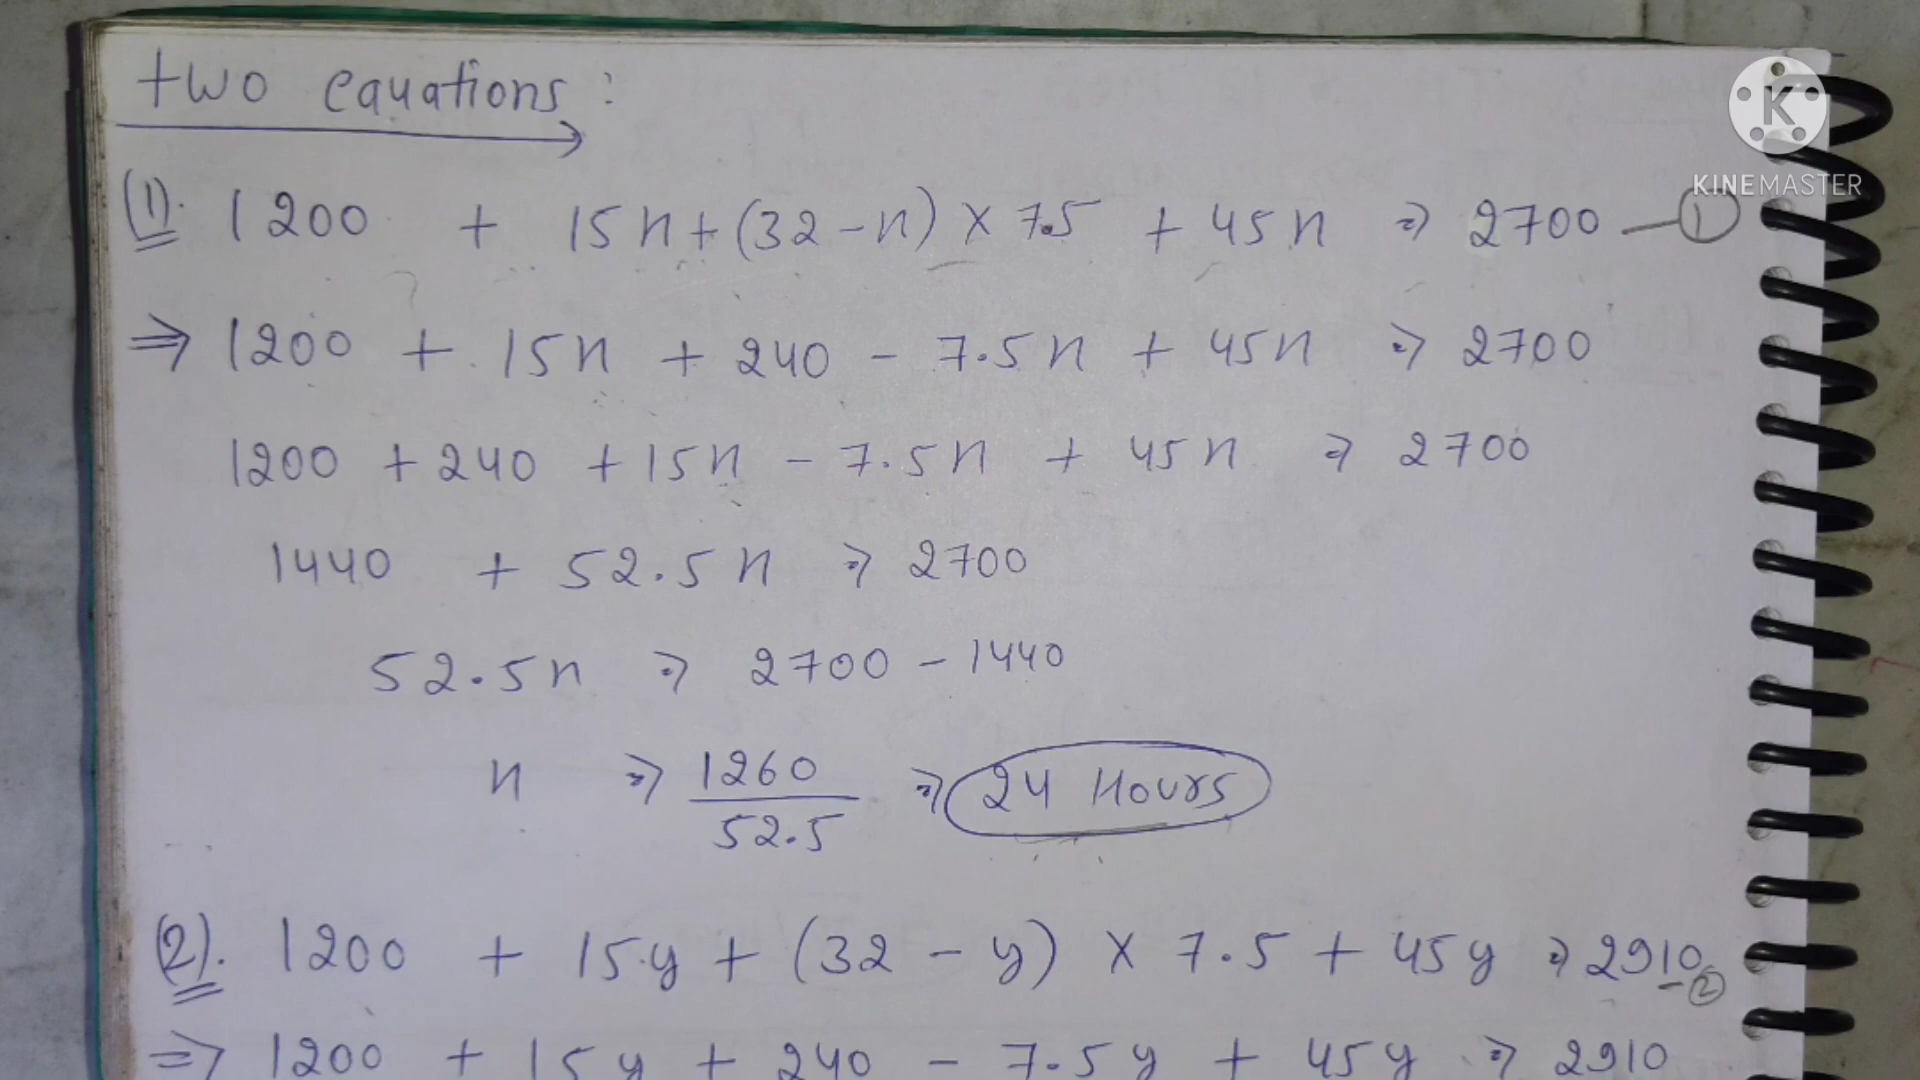 two equations:
(1). 1200 + 15n + (32 - n) × 7.5 + 45n => 2700 — (1)
KINEMASTER
=> 1200 + 15n + 240 - 7.5n + 45n => 2700
1200 + 240 + 15n - 7.5n + 45n => 2700
1440 + 52.5n => 2700
52.5n => 2700 - 1440
n => 1260/52.5 => 24 Hours
(2). 1200 + 15y + (32 - y) × 7.5 + 45y => 2910 — (2)
=> 1200 + 15y + 240 - 7.5y + 45y => 2910